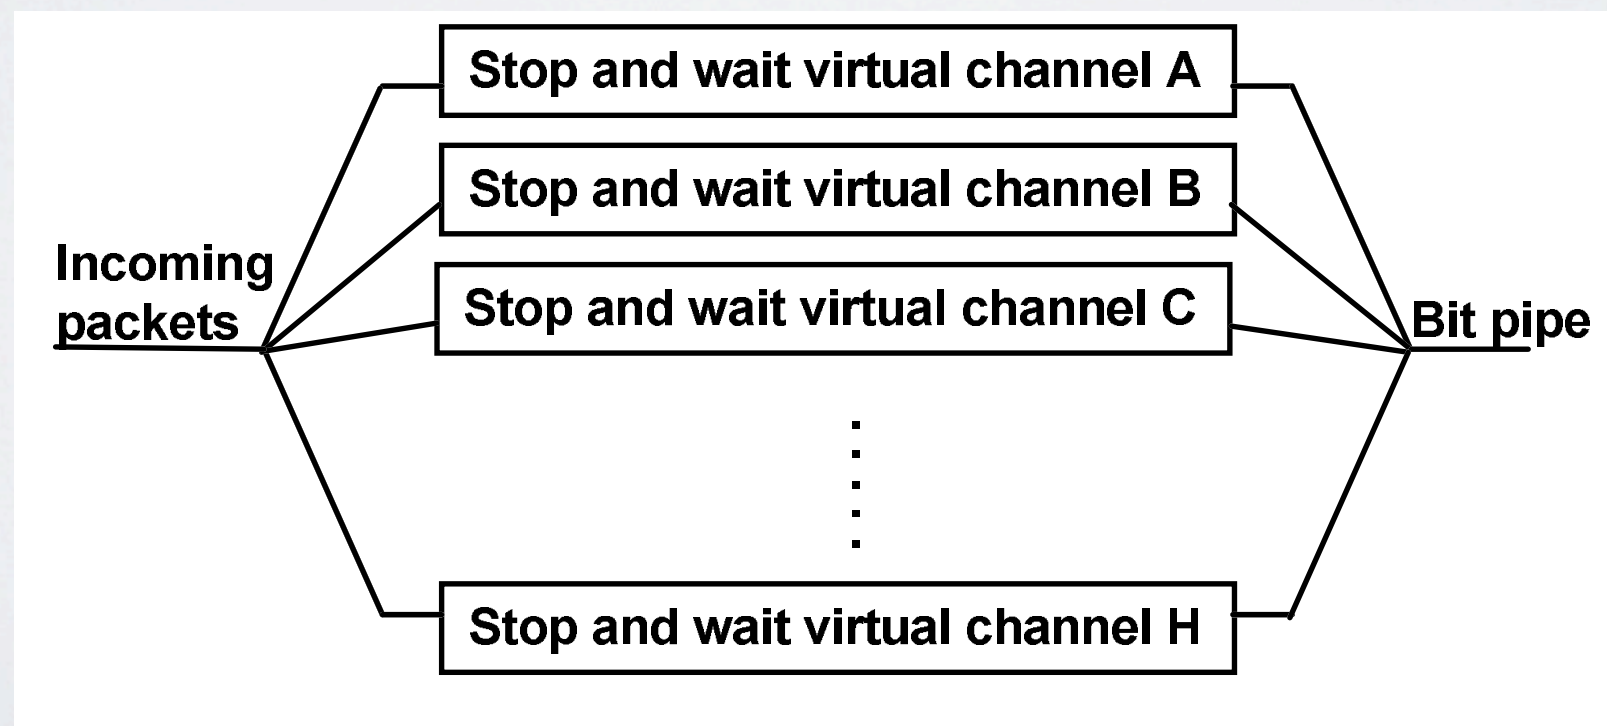 Stop and wait virtual channel A
Stop and wait virtual channel B
Incoming
packets
Stop and wait virtual channel C
Bit pipe
Stop and wait virtual channel H